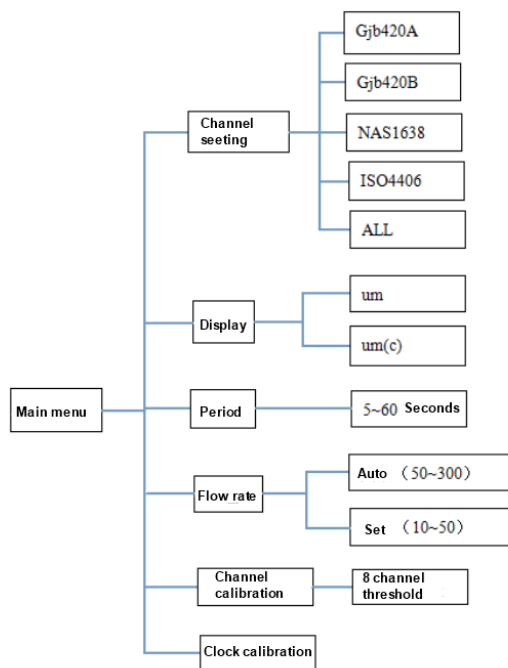 Gjb420A
Channel
seeting
Gjb420B
NAS1638
ISO4406
ALL
Display
um
um(c)
Main menu
Period
5~60 Seconds
Flow rate
Auto （50~300）
Set （10~50）
Channel
calibration
8 channel
threshold
Clock calibration